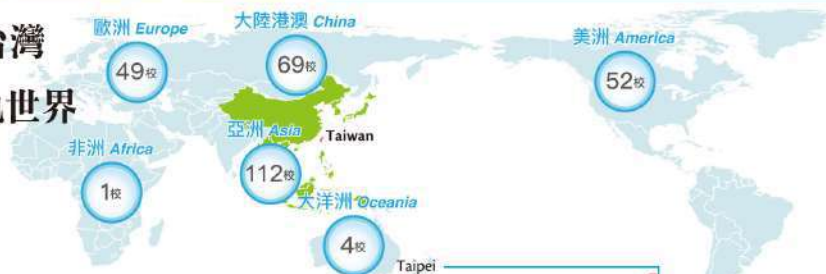 台灣
世界
歐洲 Europe
49校
大陸港澳 China
69校
美洲 America
52校
非洲 Africa
1校
亞洲 Asia
112校
Taiwan
大洋洲 Oceania
4校
Taipei